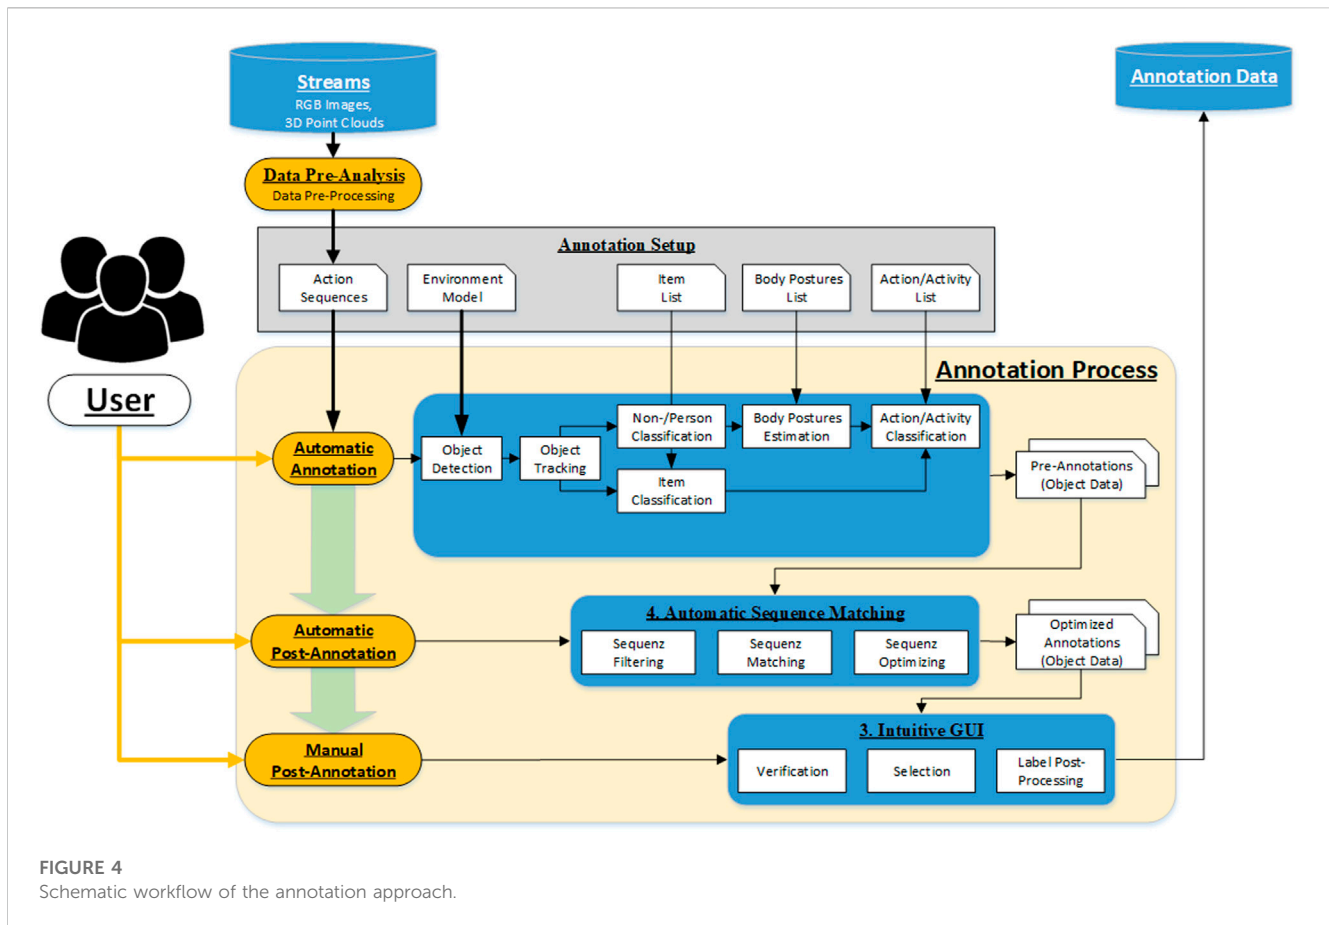 Streams
RGB Images,
3D Point Clouds
Annotation Data
Data Pre-Analysis
Data Pre-Processing
Annotation Setup
Action
Sequences
Environment
Model
Item
List
Body Postures
List
Action/Activity
List
User
Annotation Process
Automatic
Annotation
Object
Detection
Object
Tracking
Non-/Person
Classification
Body Postures
Estimation
Action/Activity
Classification
Item
Classification
Pre-Annotations
(Object Data)
4. Automatic Sequence Matching
Automatic
Post-Annotation
Sequenz
Filtering
Sequenz
Matching
Sequenz
Optimizing
Optimized
Annotations
(Object Data)
3. Intuitive GUI
Manual
Post-Annotation
Verification
Selection
Label Post-
Processing
FIGURE 4
Schematic workflow of the annotation approach.